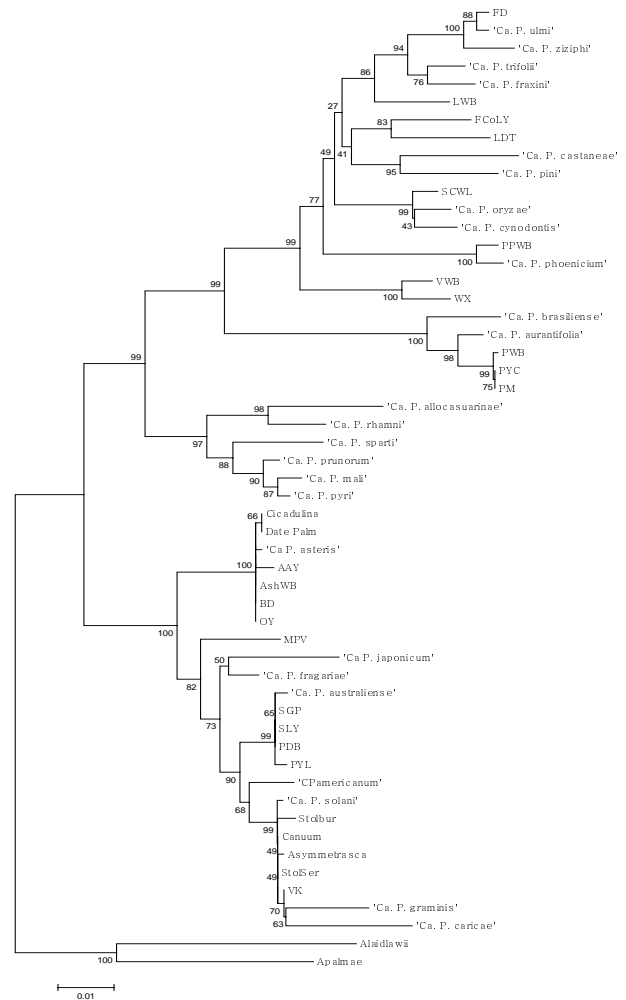 FD
88
'Ca. P. ulmi'
100
'Ca. P. ziziphi'
94
'Ca. P. trifolii'
86
76
'Ca. P. fraxini'
LWB
27
FCoLY
83
LDT
49
41
'Ca. P. castaneae'
95
'Ca. P. pini'
SCWL
77
99
'Ca. P. oryzae'
43
'Ca. P. cynodontis'
99
PPWB
100
'Ca. P. phoenicium'
99
VWB
100
WX
'Ca. P. brasiliense'
100
'Ca. P. aurantifolia'
98
PWB
99
PYC
75
PM
99
'Ca. P. allocasuarinae'
98
'Ca. P. rhamni'
97
'Ca. P. sparti'
88
'Ca. P. prunorum'
90
'Ca. P. mali'
87
'Ca. P. pyri'
Cicadulina
66
Date Palm
'Ca P. asteris'
100
AAY
AshWB
BD
OY
100
MPV
82
'Ca P. japonicum'
50
'Ca. P. fragariae'
73
'Ca. P. australiense'
65
SGP
SLY
99
PDB
PYL
90
'CPamericanum'
68
'Ca. P. solani'
Stolbur
99
Canuum
49
Asymmetrasca
49
StolSer
VK
70
'Ca. P. graminis'
63
'Ca. P. caricae'
Alaidlawii
100
Apalmae
0.01